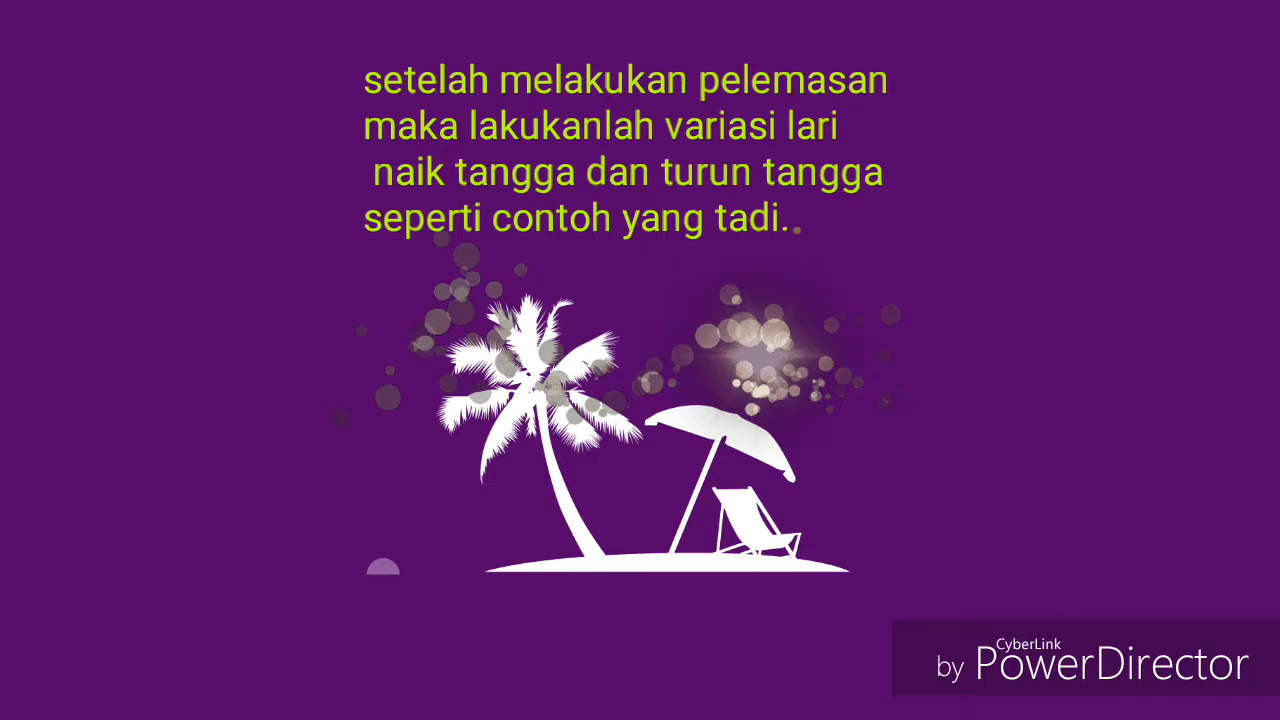 setelah melakukan pelemasan
maka lakukanlah variasi lari
naik tangga dan turun tangga
seperti contoh yang tadi..
CyberLink
by PowerDirector